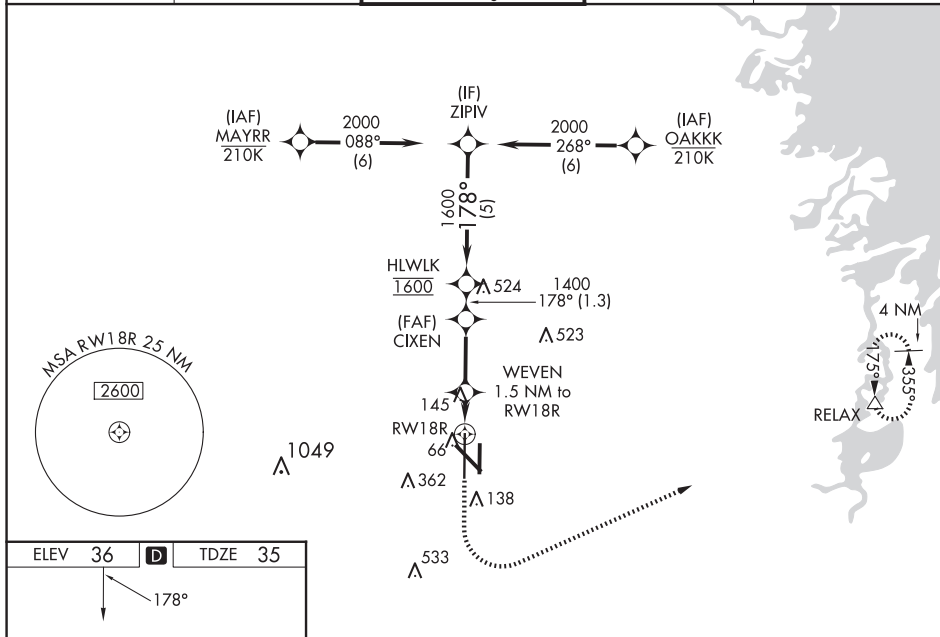 (IF)
ZIPIV
(IAF)
MAYRR
210K
2000
088°
(6)
2000
268°
(6)
(IAF)
OAKKK
210K
1600
178°
(5)
HLWLK
1600
524
1400
178° (1.3)
(FAF)
CIXEN
523
4 NM
175°
355°
RELAX
MSA RW18R 25 NM
2600
WEVEN
1.5 NM to
RW18R
145
RW18R
66
1049
362
138
533
ELEV 36 D TDZE 35
178°